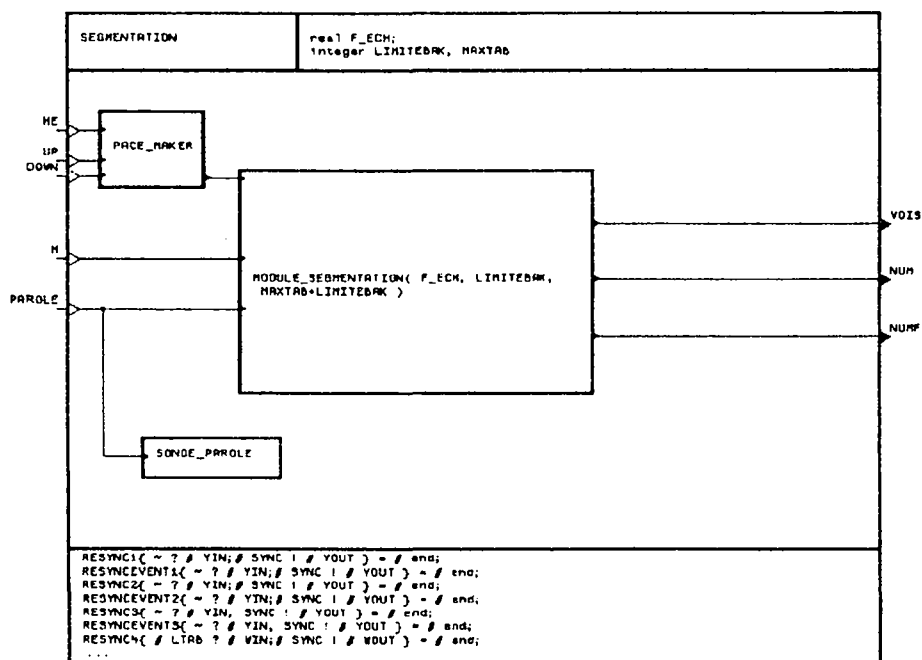 SEGMENTATION
real F_ECH;
integer LIMITEBAK, MAXTAB
HE
UP
DOWN
PACE_MAKER
M
PAROLE
MODULE_SEGMENTATION( F_ECH, LIMITEBAK,
MAXTAB+LIMITEBAK )
VOIS
NUM
NUMF
SONDE_PAROLE
RESYNC1{ ~ ? # YIN;# SYNC ! # YOUT } = # end;
RESYNCEVENT1{ ~ ? # YIN;# SYNC ! # YOUT } = # end;
RESYNC2{ ~ ? # YIN;# SYNC ! # YOUT } = # end;
RESYNCEVENT2{ ~ ? # YIN;# SYNC ! # YOUT } = # end;
RESYNC3{ ~ ? # YIN, SYNC ! # YOUT } = # end;
RESYNCEVENT3{ ~ ? # YIN, SYNC ! # YOUT } = # end;
RESYNC4{ # LTAB ? # WIN;# SYNC ! # WOUT } = # end;
...